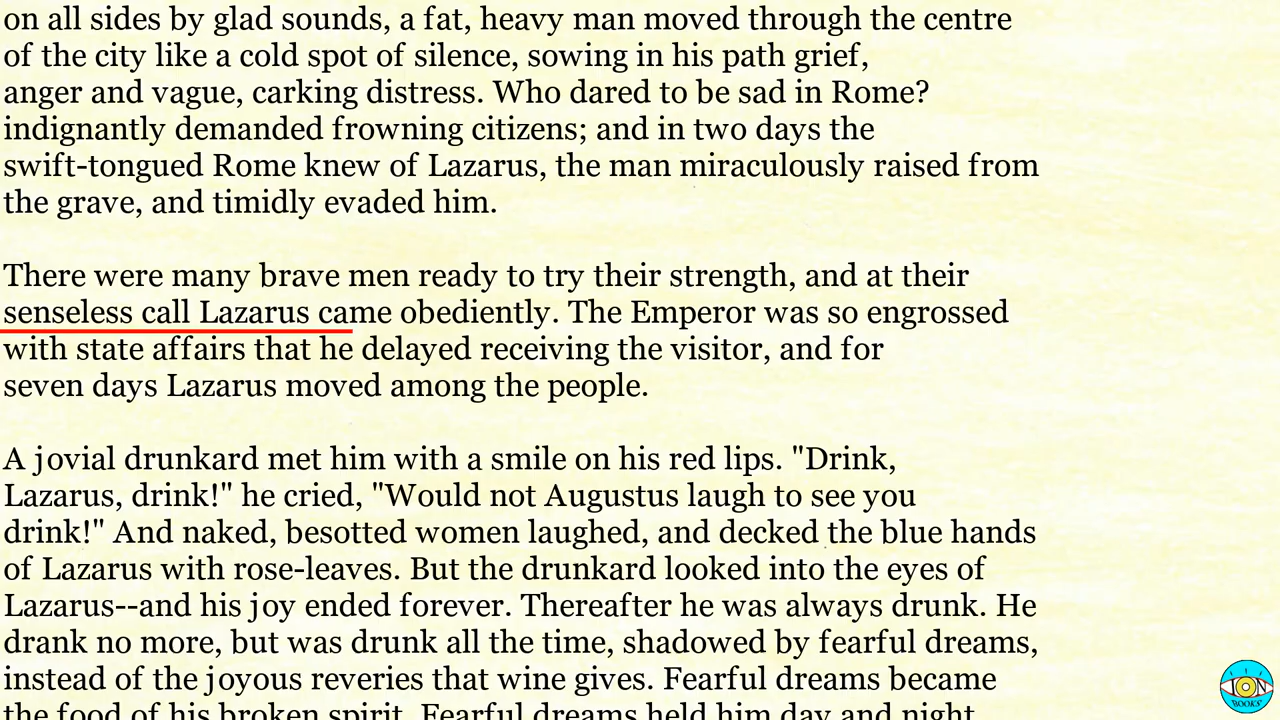 on all sides by glad sounds, a fat, heavy man moved through the centre
of the city like a cold spot of silence, sowing in his path grief,
anger and vague, carking distress. Who dared to be sad in Rome?
indignantly demanded frowning citizens; and in two days the
swift-tongued Rome knew of Lazarus, the man miraculously raised from
the grave, and timidly evaded him.
There were many brave men ready to try their strength, and at their
senseless call Lazarus came obediently. The Emperor was so engrossed
with state affairs that he delayed receiving the visitor, and for
seven days Lazarus moved among the people.
A jovial drunkard met him with a smile on his red lips. "Drink,
Lazarus, drink!" he cried, "Would not Augustus laugh to see you
drink!" And naked, besotted women laughed, and decked the blue hands
of Lazarus with rose-leaves. But the drunkard looked into the eyes of
Lazarus--and his joy ended forever. Thereafter he was always drunk. He
drank no more, but was drunk all the time, shadowed by fearful dreams,
instead of the joyous reveries that wine gives. Fearful dreams became
the food of his broken spirit. Fearful dreams held him day and night
ION
BOOKS